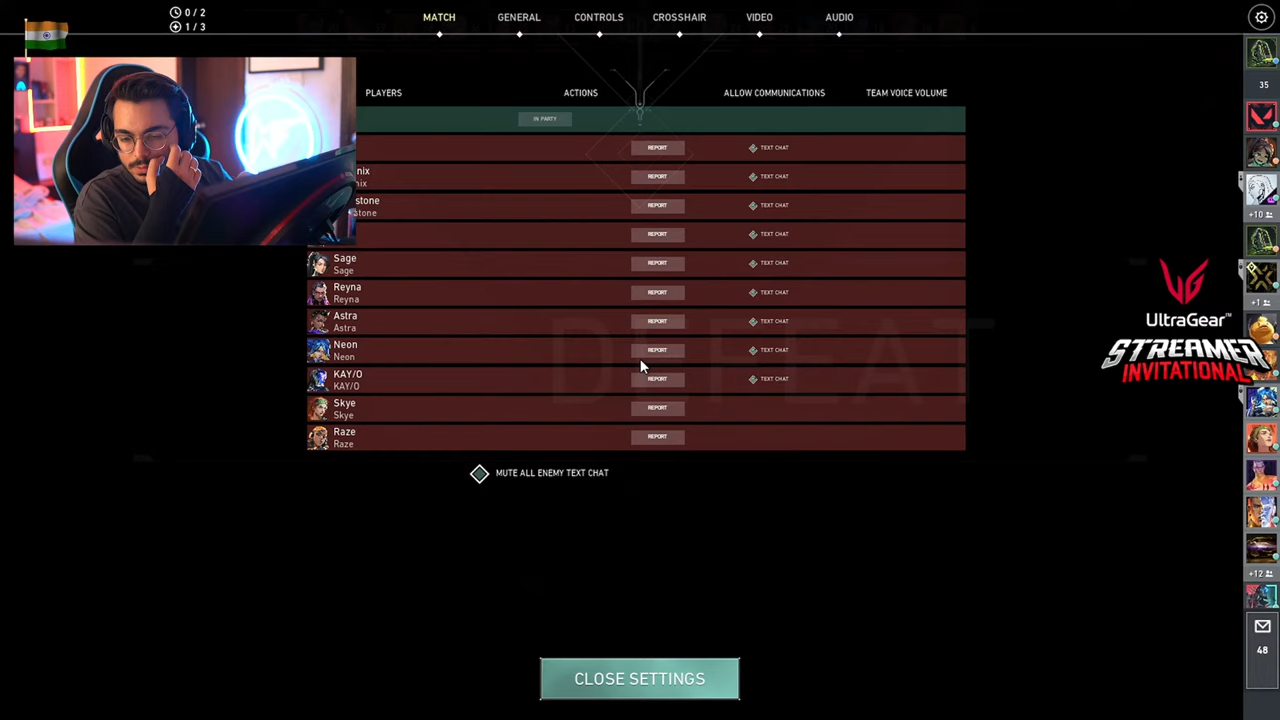 0 / 2
1 / 3
MATCH
GENERAL
CONTROLS
CROSSHAIR
VIDEO
AUDIO
PLAYERS
ACTIONS
ALLOW COMMUNICATIONS
TEAM VOICE VOLUME
IN PARTY
REPORT
TEXT CHAT
nix
nix
REPORT
TEXT CHAT
stone
stone
REPORT
TEXT CHAT
REPORT
TEXT CHAT
Sage
Sage
REPORT
TEXT CHAT
Reyna
Reyna
REPORT
TEXT CHAT
Astra
Astra
REPORT
TEXT CHAT
Neon
Neon
REPORT
TEXT CHAT
KAY/O
KAY/O
REPORT
TEXT CHAT
Skye
Skye
REPORT
Raze
Raze
REPORT
DEFEAT
MUTE ALL ENEMY TEXT CHAT
CLOSE SETTINGS
35
+10
+1
UltraGear™
STREAMER
INVITATIONAL
+12
48